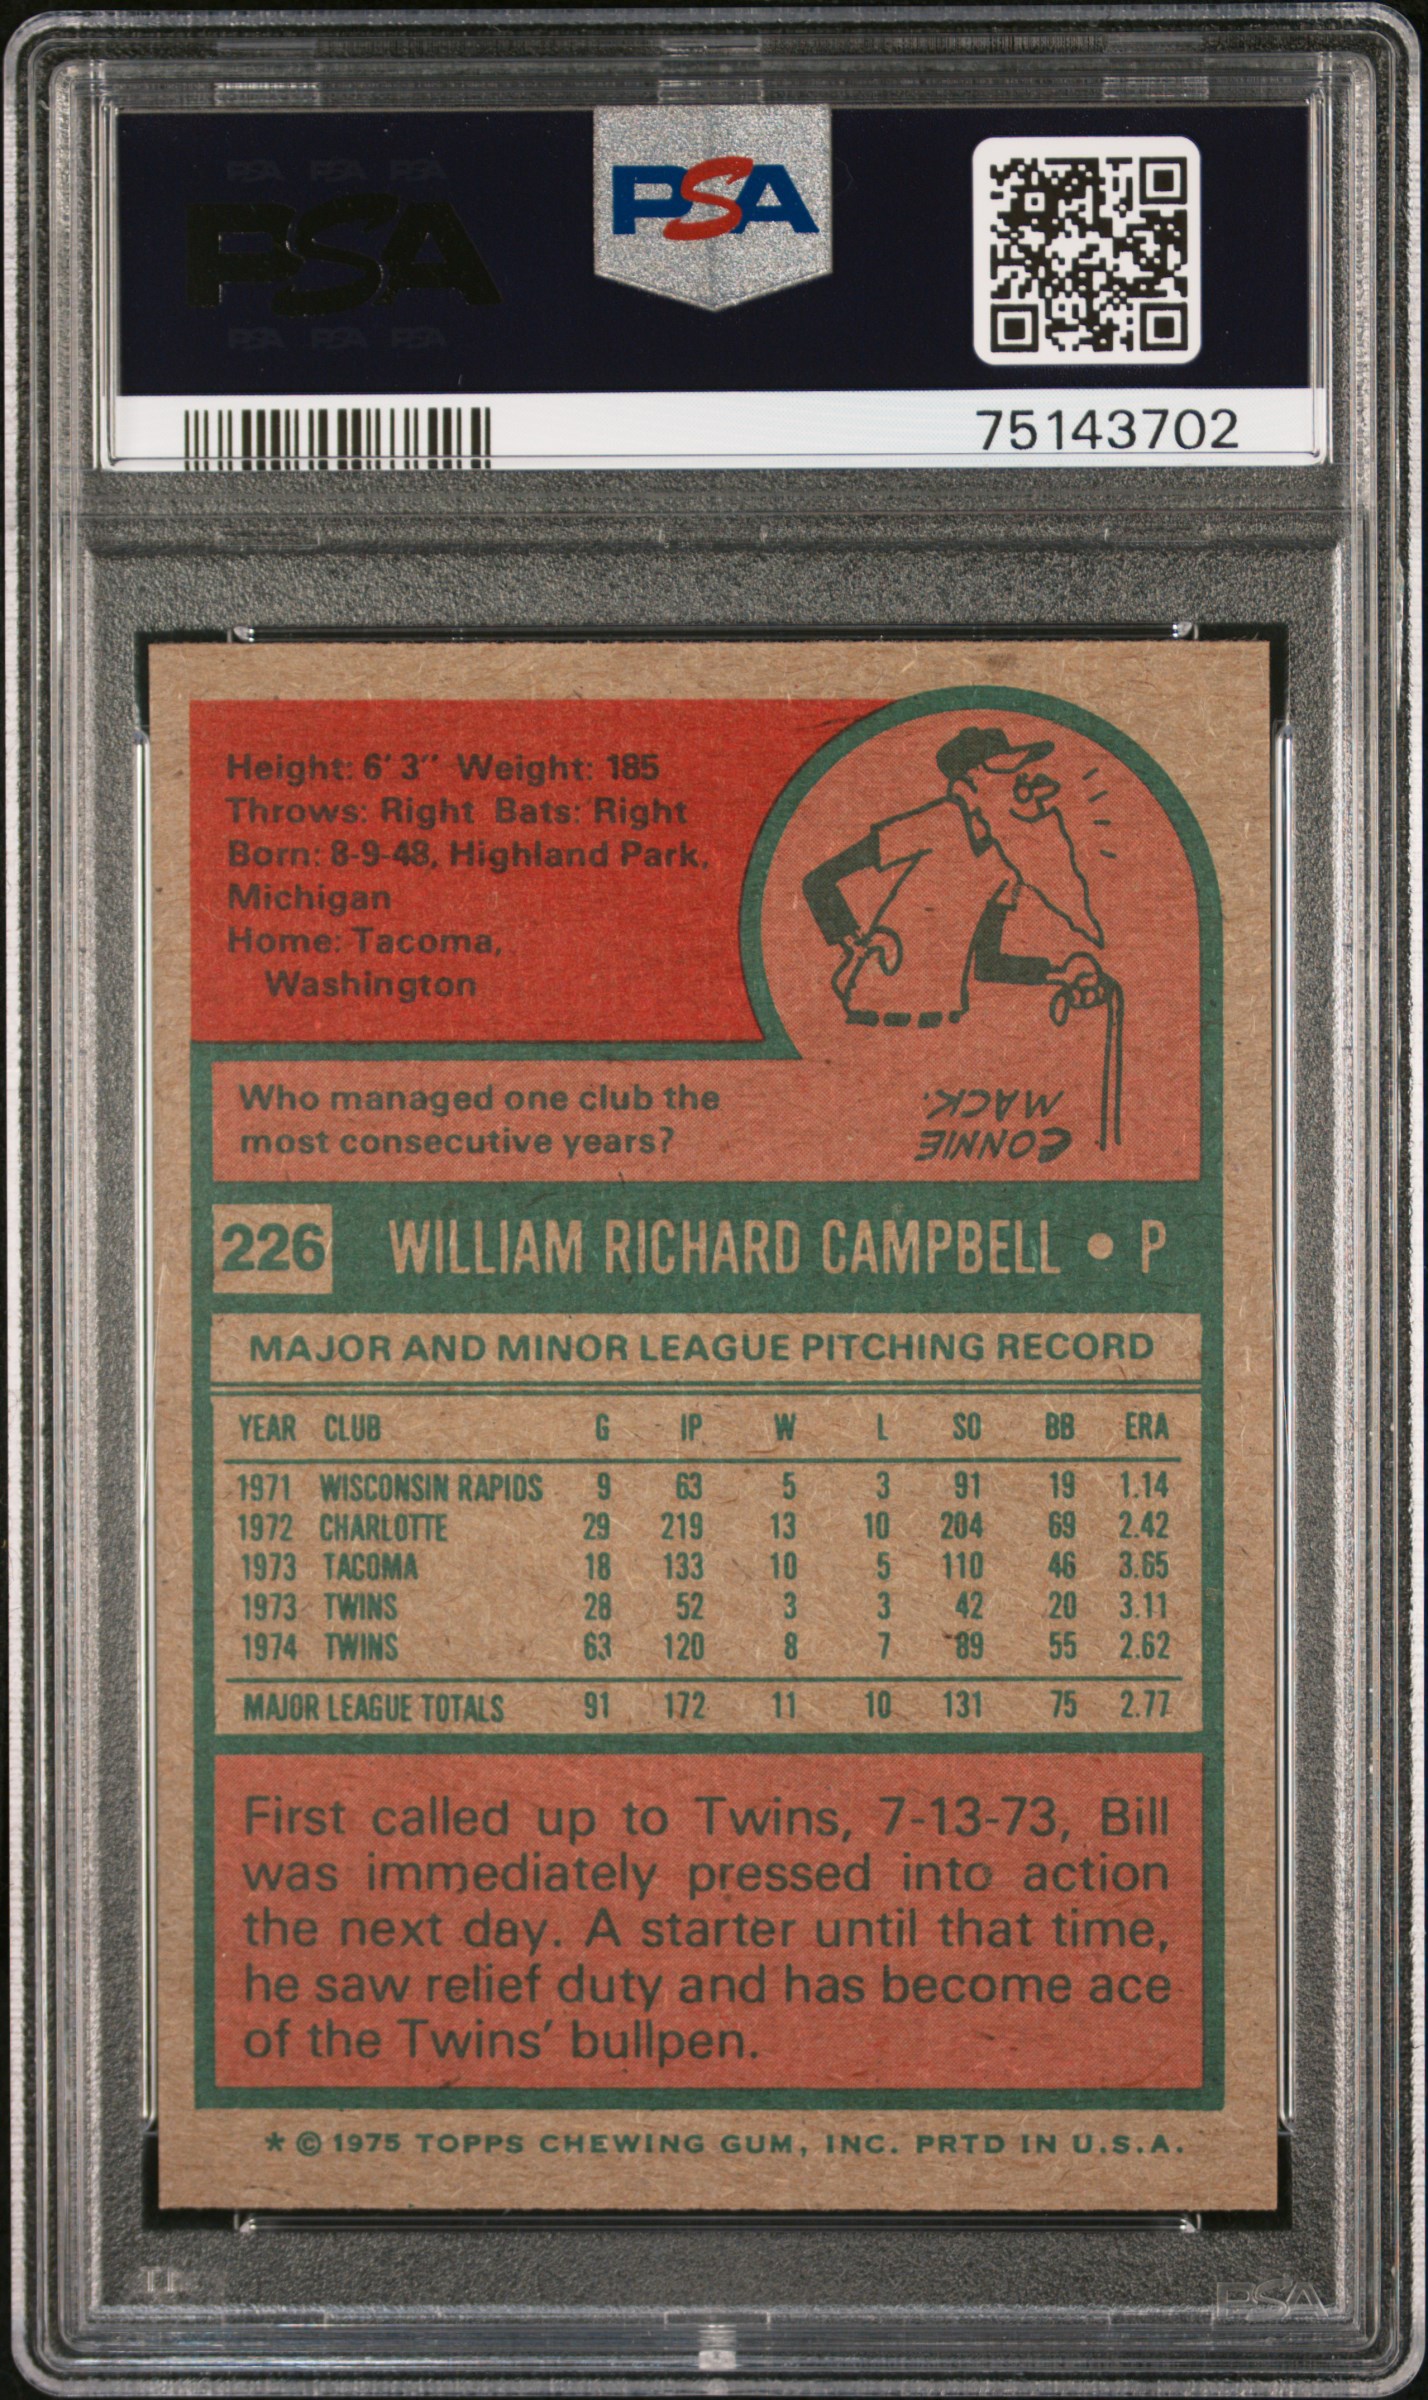 PSA PSA PSA
PSA
PSA PSA PSA
PSA
75143702
Height: 6' 3" Weight: 185
Throws: Right Bats: Right
Born: 8-9-48, Highland Park,
Michigan
Home: Tacoma,
Washington
Who managed one club the
most consecutive years?
CONNIE
MACK.
226 WILLIAM RICHARD CAMPBELL • P
MAJOR AND MINOR LEAGUE PITCHING RECORD
YEAR CLUB G IP W L SO BB ERA
1971 WISCONSIN RAPIDS 9 63 5 3 91 19 1.14
1972 CHARLOTTE 29 219 13 10 204 69 2.42
1973 TACOMA 18 133 10 5 110 46 3.65
1973 TWINS 28 52 3 3 42 20 3.11
1974 TWINS 63 120 8 7 89 55 2.62
MAJOR LEAGUE TOTALS 91 172 11 10 131 75 2.77
First called up to Twins, 7-13-73, Bill
was immediately pressed into action
the next day. A starter until that time,
he saw relief duty and has become ace
of the Twins' bullpen.
* © 1975 TOPPS CHEWING GUM, INC. PRTD IN U.S.A.
PSA